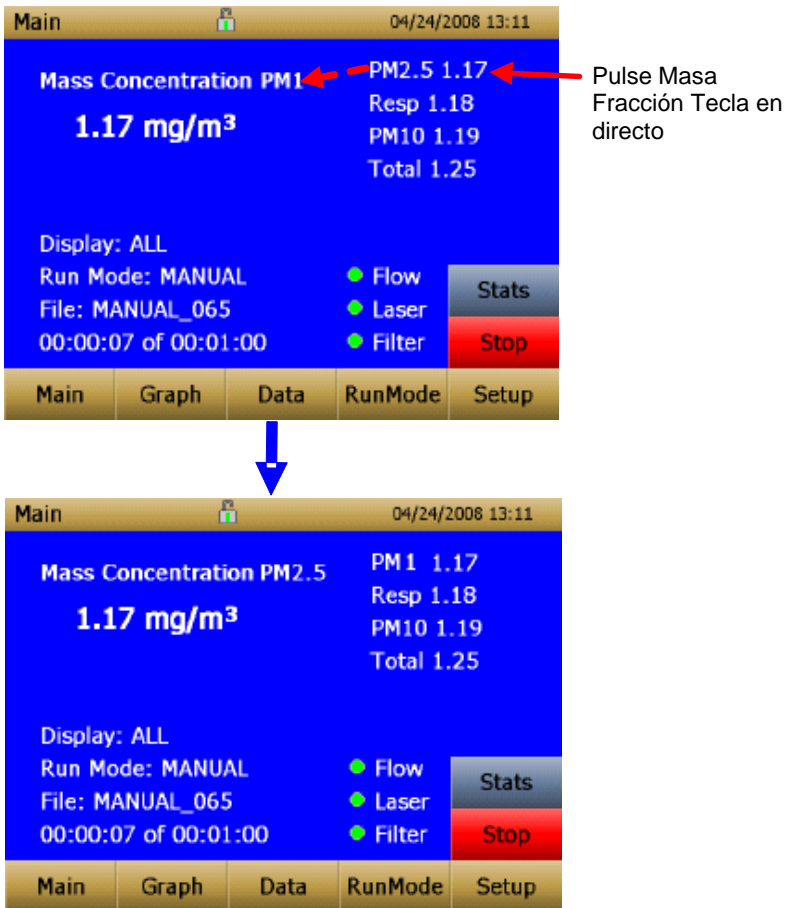 Main 04/24/2008 13:11
Mass Concentration PM1
1.17 mg/m³
PM2.5 1.17
Resp 1.18
PM10 1.19
Total 1.25
Pulse Masa
Fracción Tecla en
directo
Display: ALL
Run Mode: MANUAL
File: MANUAL_065
00:00:07 of 00:01:00
Flow
Laser
Filter
Stats
Stop
Main Graph Data RunMode Setup
Main 04/24/2008 13:11
Mass Concentration PM2.5
1.17 mg/m³
PM1 1.17
Resp 1.18
PM10 1.19
Total 1.25
Display: ALL
Run Mode: MANUAL
File: MANUAL_065
00:00:07 of 00:01:00
Flow
Laser
Filter
Stats
Stop
Main Graph Data RunMode Setup